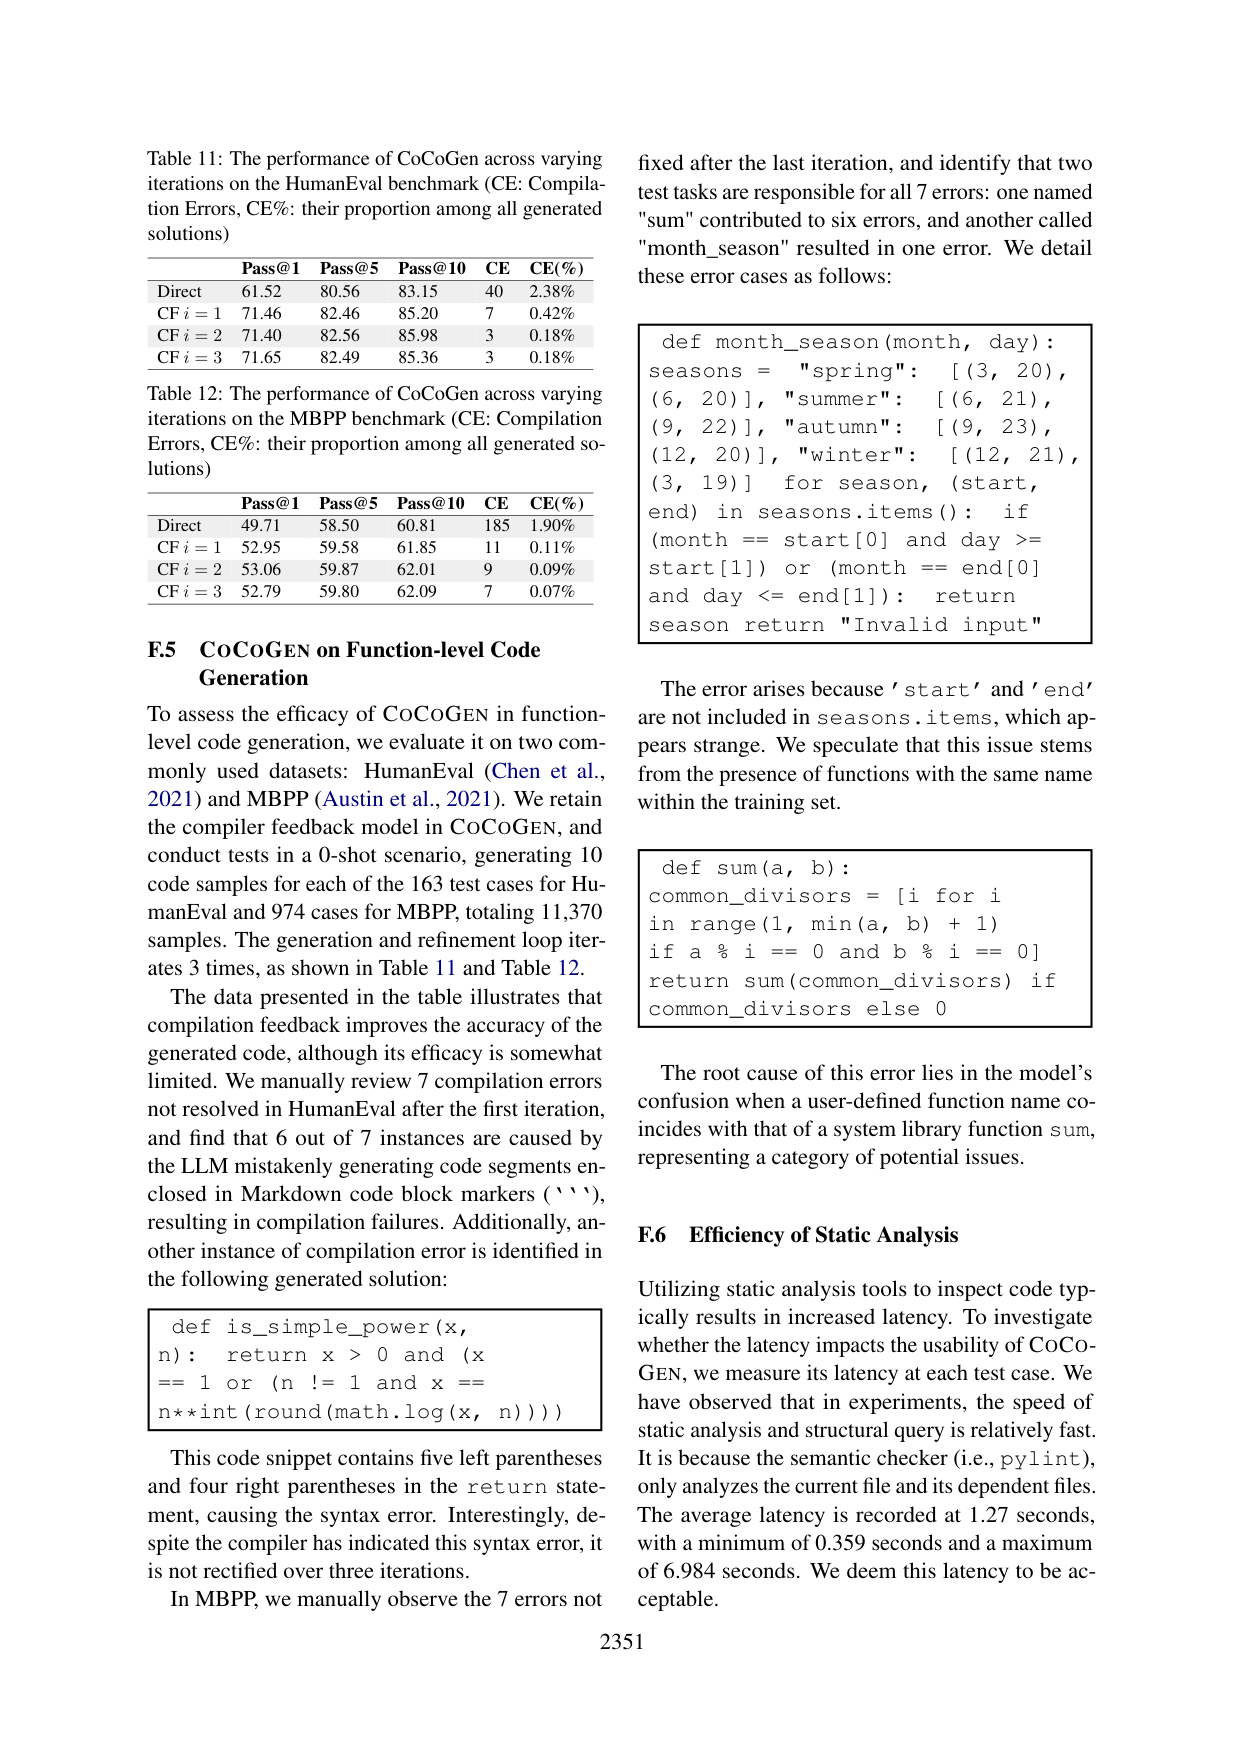 Table 11: The performance of CoCoGen across varying
iterations on the HumanEval benchmark (CE: Compila-
tion Errors, CE%: their proportion among all generated
solutions)
Pass@1 Pass@5 Pass@10 CE CE(%)
Direct 61.52 80.56 83.15 40 2.38%
CF i = 1 71.46 82.46 85.20 7 0.42%
CF i = 2 71.40 82.56 85.98 3 0.18%
CF i = 3 71.65 82.49 85.36 3 0.18%
Table 12: The performance of CoCoGen across varying
iterations on the MBPP benchmark (CE: Compilation
Errors, CE%: their proportion among all generated so-
lutions)
Pass@1 Pass@5 Pass@10 CE CE(%)
Direct 49.71 58.50 60.81 185 1.90%
CF i = 1 52.95 59.58 61.85 11 0.11%
CF i = 2 53.06 59.87 62.01 9 0.09%
CF i = 3 52.79 59.80 62.09 7 0.07%
F.5 COCOGEN on Function-level Code
Generation
To assess the efficacy of COCOGEN in function-
level code generation, we evaluate it on two com-
monly used datasets: HumanEval (Chen et al.,
2021) and MBPP (Austin et al., 2021). We retain
the compiler feedback model in COCOGEN, and
conduct tests in a 0-shot scenario, generating 10
code samples for each of the 163 test cases for Hu-
manEval and 974 cases for MBPP, totaling 11,370
samples. The generation and refinement loop iter-
ates 3 times, as shown in Table 11 and Table 12.
The data presented in the table illustrates that
compilation feedback improves the accuracy of the
generated code, although its efficacy is somewhat
limited. We manually review 7 compilation errors
not resolved in HumanEval after the first iteration,
and find that 6 out of 7 instances are caused by
the LLM mistakenly generating code segments en-
closed in Markdown code block markers (‵‵‵),
resulting in compilation failures. Additionally, an-
other instance of compilation error is identified in
the following generated solution:
def is_simple_power(x,
n): return x > 0 and (x
== 1 or (n != 1 and x ==
n**int(round(math.log(x, n))))
This code snippet contains five left parentheses
and four right parentheses in the return state-
ment, causing the syntax error. Interestingly, de-
spite the compiler has indicated this syntax error, it
is not rectified over three iterations.
In MBPP, we manually observe the 7 errors not
fixed after the last iteration, and identify that two
test tasks are responsible for all 7 errors: one named
"sum" contributed to six errors, and another called
"month_season" resulted in one error. We detail
these error cases as follows:
def month_season(month, day):
seasons = "spring": [(3, 20),
(6, 20)], "summer": [(6, 21),
(9, 22)], "autumn": [(9, 23),
(12, 20)], "winter": [(12, 21),
(3, 19)] for season, (start,
end) in seasons.items(): if
(month == start[0] and day >=
start[1]) or (month == end[0]
and day <= end[1]): return
season return "Invalid input"
The error arises because ′start′ and ′end′
are not included in seasons.items, which ap-
pears strange. We speculate that this issue stems
from the presence of functions with the same name
within the training set.
def sum(a, b):
common_divisors = [i for i
in range(1, min(a, b) + 1)
if a % i == 0 and b % i == 0]
return sum(common_divisors) if
common_divisors else 0
The root cause of this error lies in the model's
confusion when a user-defined function name co-
incides with that of a system library function sum,
representing a category of potential issues.
F.6 Efficiency of Static Analysis
Utilizing static analysis tools to inspect code typ-
ically results in increased latency. To investigate
whether the latency impacts the usability of COCO-
GEN, we measure its latency at each test case. We
have observed that in experiments, the speed of
static analysis and structural query is relatively fast.
It is because the semantic checker (i.e., pylint),
only analyzes the current file and its dependent files.
The average latency is recorded at 1.27 seconds,
with a minimum of 0.359 seconds and a maximum
of 6.984 seconds. We deem this latency to be ac-
ceptable.
2351